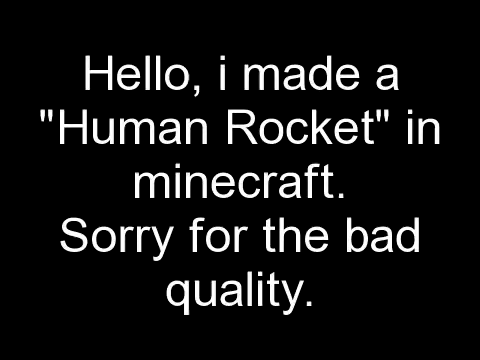 Hello, i made a
"Human Rocket" in
minecraft.
Sorry for the bad
quality.